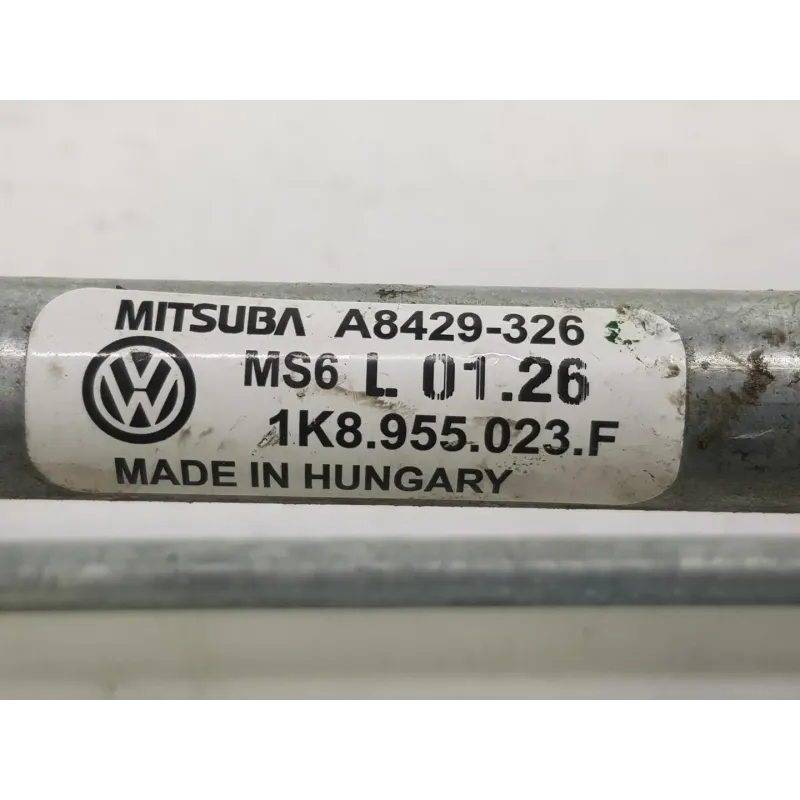 MITSUBA A8429-326
MS6 L 01.26
1K8.955.023.F
MADE IN HUNGARY